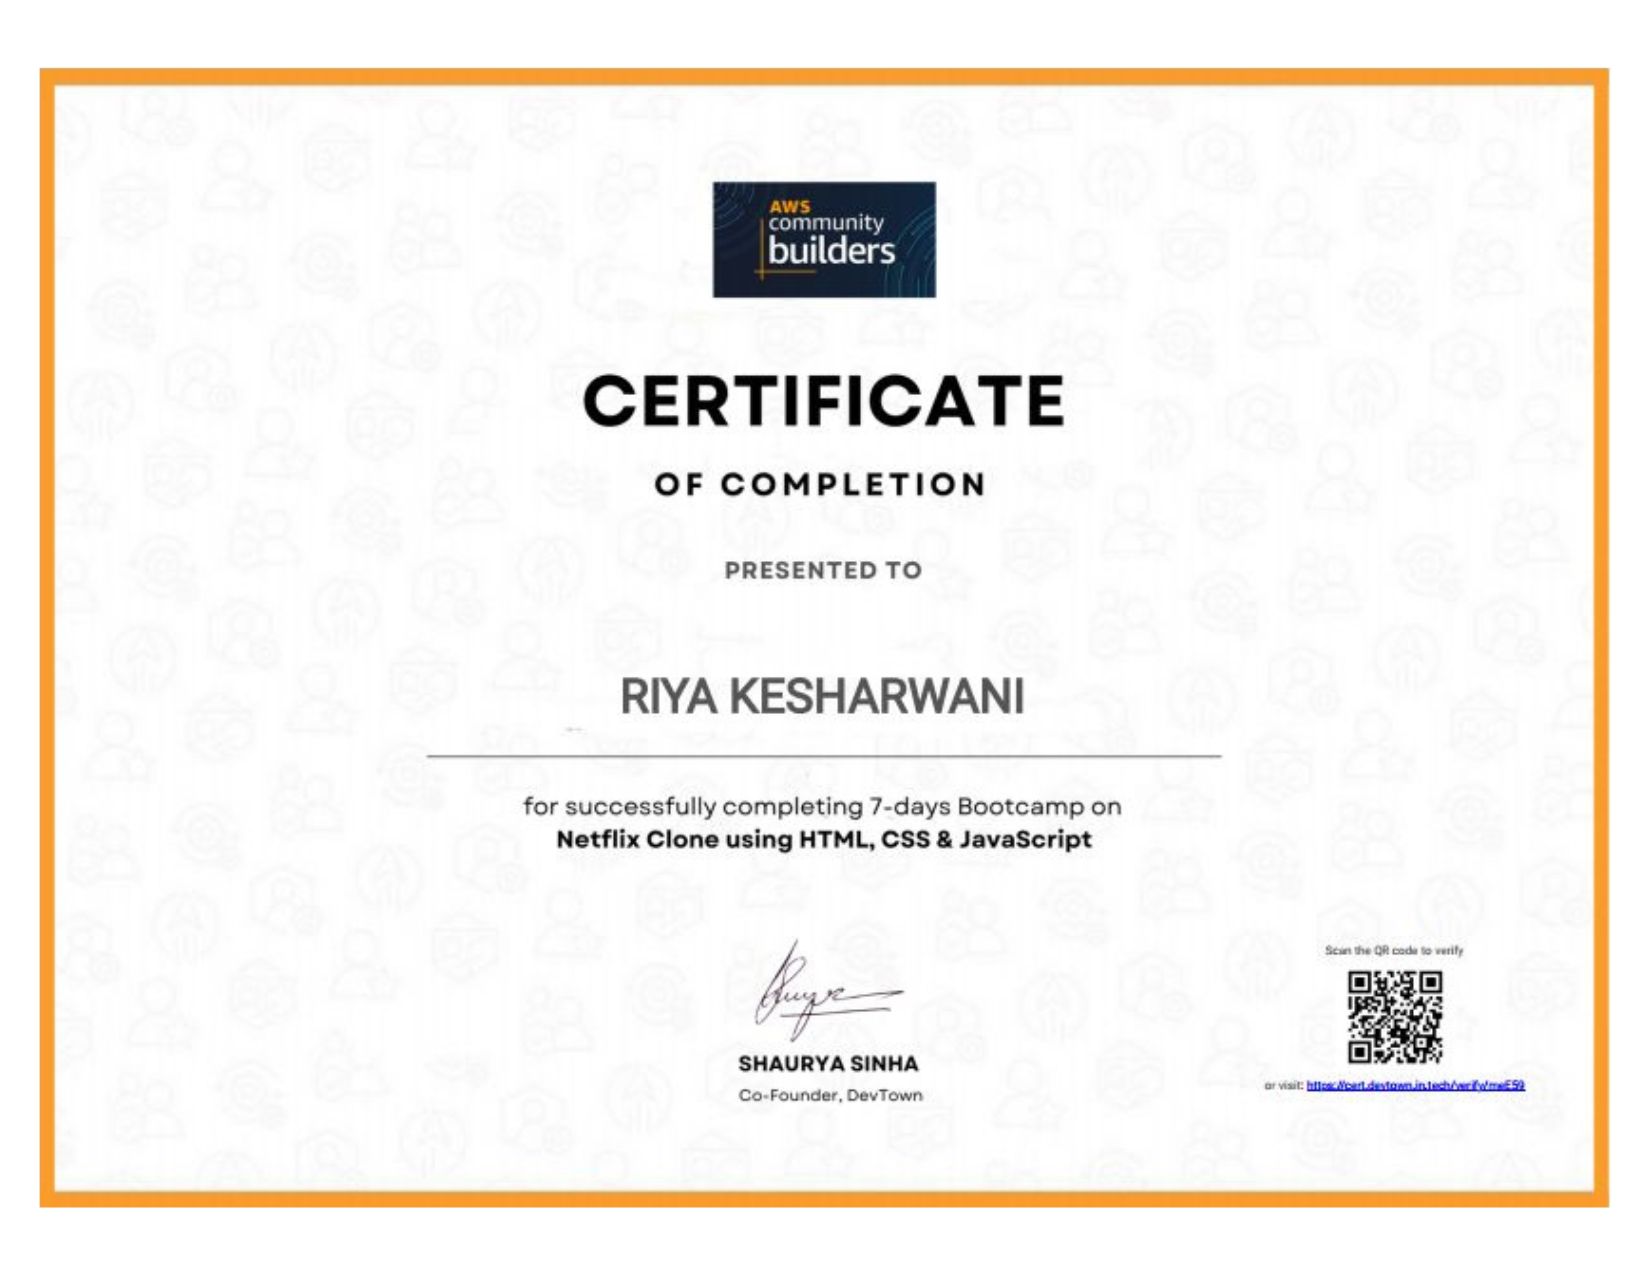 AWS
community
builders
CERTIFICATE
OF COMPLETION
PRESENTED TO
RIYA KESHARWANI
for successfully completing 7-days Bootcamp on
Netflix Clone using HTML, CSS & JavaScript
SHAURYA SINHA
Co-Founder, DevTown
Scan the QR code to verify
or visit: https://cert.devtown.in.tech/verify/meE59